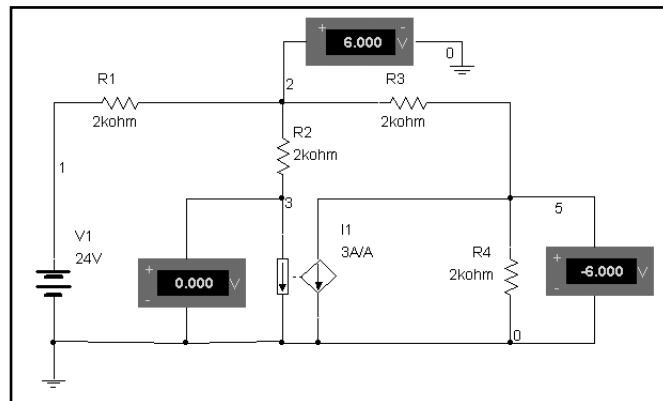 + 6.000 - V
0
R1
2kohm
2
R3
2kohm
R2
2kohm
1
3
5
V1
24V
I1
3A/A
R4
2kohm
+ 0.000 V
-
+ -6.000 V
-
0